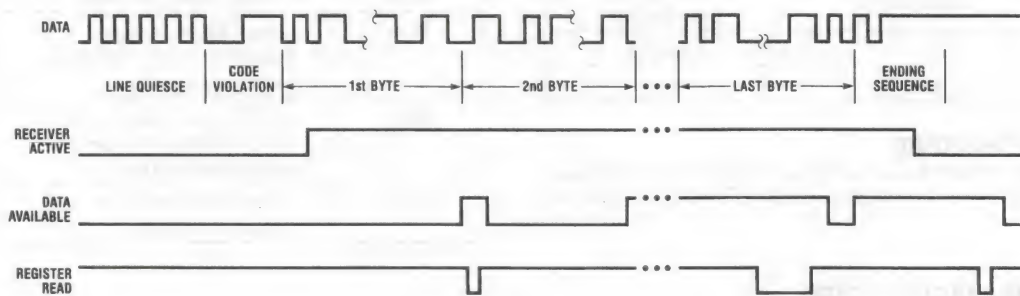 DATA
LINE QUIESCE
CODE
VIOLATION
1st BYTE
2nd BYTE
LAST BYTE
ENDING
SEQUENCE
RECEIVER
ACTIVE
DATA
AVAILABLE
REGISTER
READ